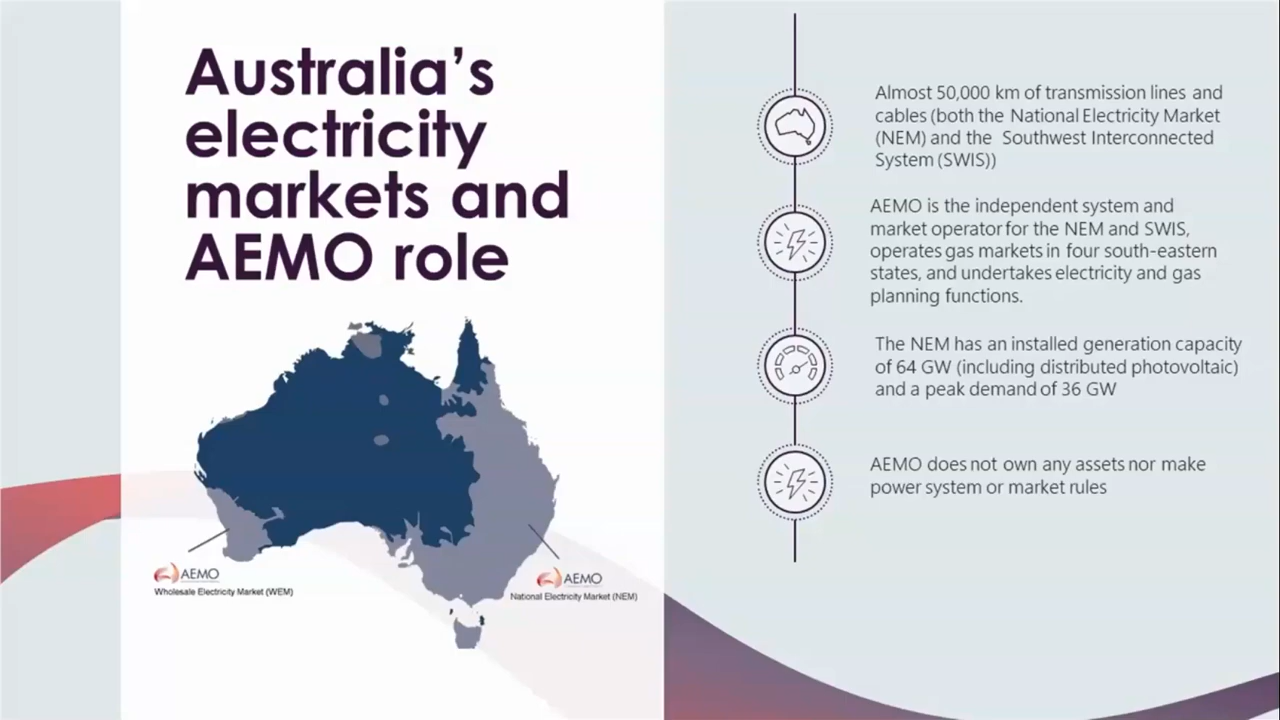 Australia’s
electricity
markets and
AEMO role
AEMO
Wholesale Electricity Market (WEM)
AEMO
National Electricity Market (NEM)
Almost 50,000 km of transmission lines and
cables (both the National Electricity Market
(NEM) and the Southwest Interconnected
System (SWIS))
AEMO is the independent system and
market operator for the NEM and SWIS,
operates gas markets in four south-eastern
states, and undertakes electricity and gas
planning functions.
The NEM has an installed generation capacity
of 64 GW (including distributed photovoltaic)
and a peak demand of 36 GW
AEMO does not own any assets nor make
power system or market rules